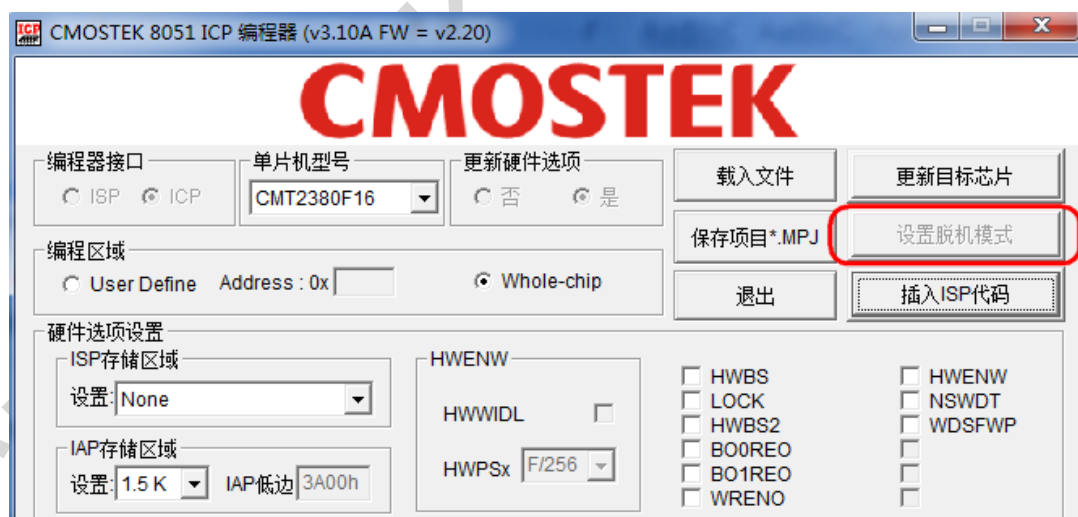 CMOSTEK 8051 ICP 编程器 (v3.10A FW = v2.20)
CMOSTEK
编程器接口
ISP ICP
单片机型号
CMT2380F16
更新硬件选项
否 是
载入文件
更新目标芯片
保存项目*.MPJ
设置脱机模式
退出
插入ISP代码
编程区域
User Define Address : 0x
Whole-chip
硬件选项设置
ISP存储区域
设置: None
IAP存储区域
设置: 1.5 K IAP低边 3A00h
HWENW
HWWIDL
HWPSx F/256
HWBS
LOCK
HWBS2
BO0REO
BO1REO
WRENO
HWENW
NSWDT
WDSFWP